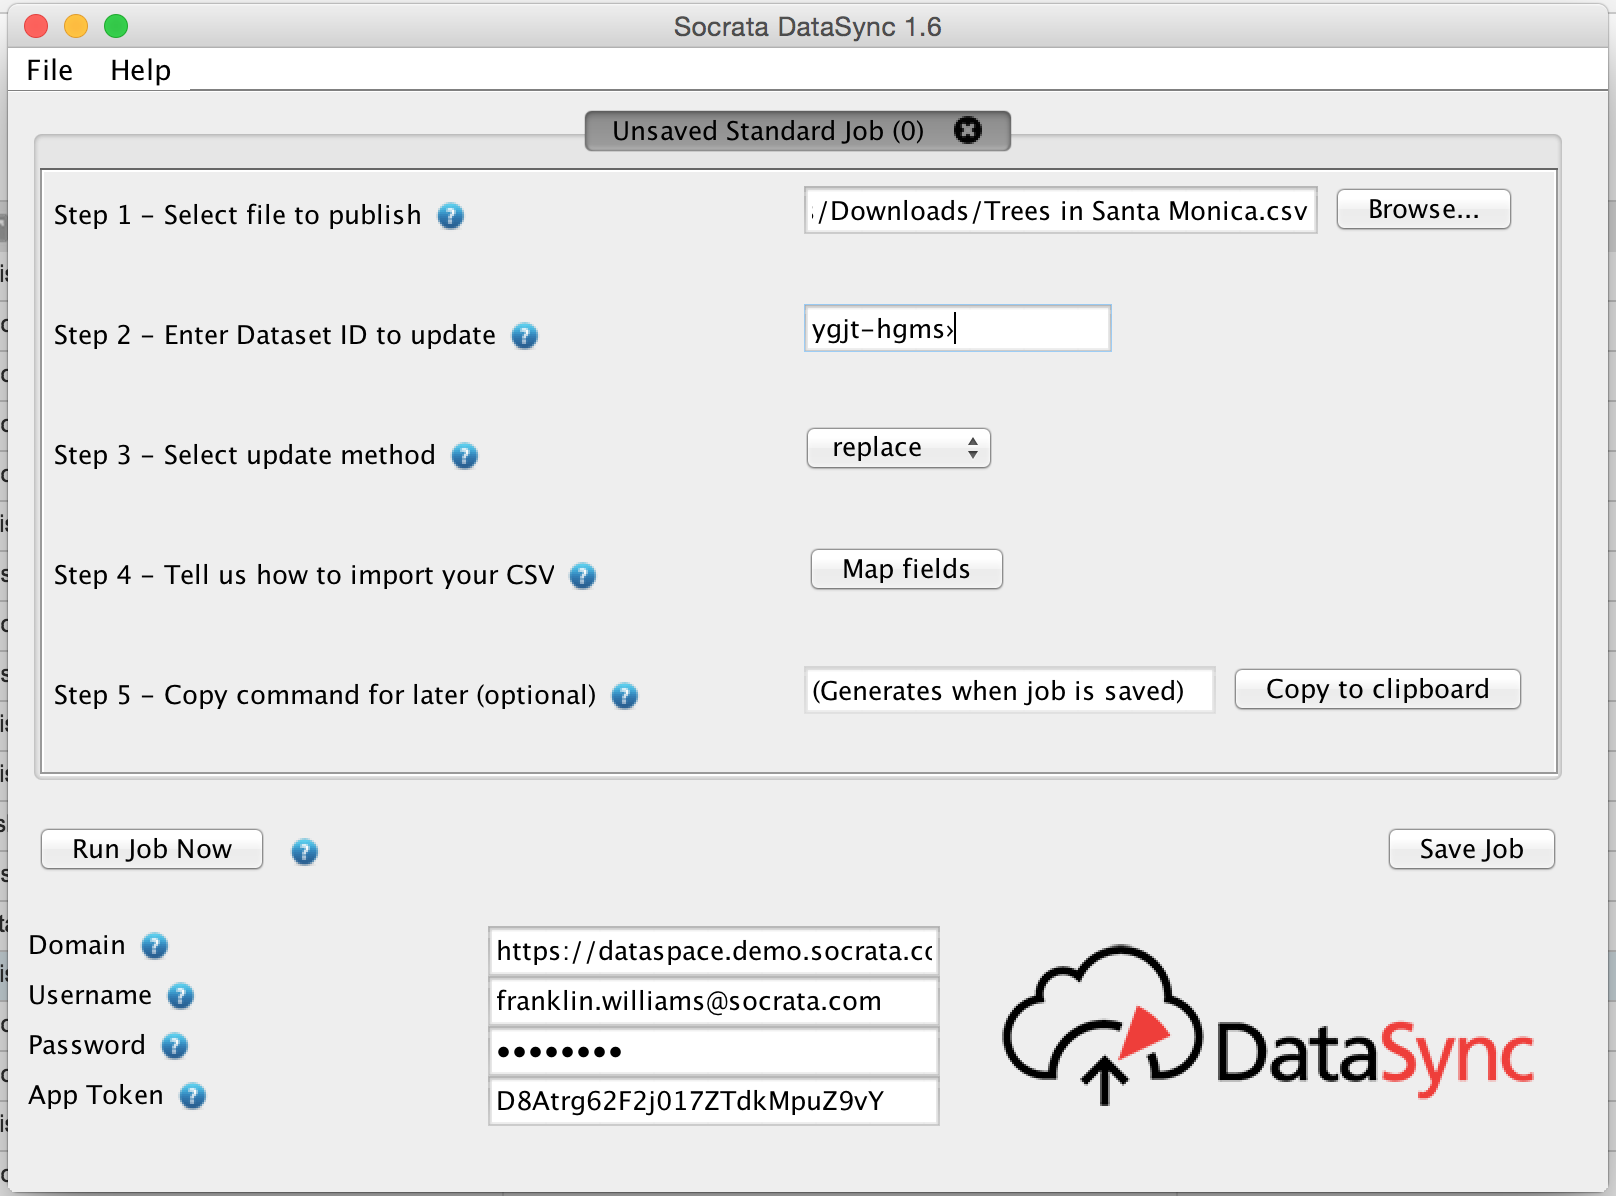 Socrata DataSync 1.6
File Help
Unsaved Standard Job (0)
Step 1 – Select file to publish ? /Downloads/Trees in Santa Monica.csv Browse...
Step 2 – Enter Dataset ID to update ? ygjt-hgms›
Step 3 – Select update method ? replace
Step 4 – Tell us how to import your CSV ? Map fields
Step 5 – Copy command for later (optional) ? (Generates when job is saved) Copy to clipboard
Run Job Now ? Save Job
Domain ? https://dataspace.demo.socrata.co
Username ? franklin.williams@socrata.com
Password ? ••••••••
App Token ? D8Atrg62F2j017ZTdkMpuZ9vY
DataSync